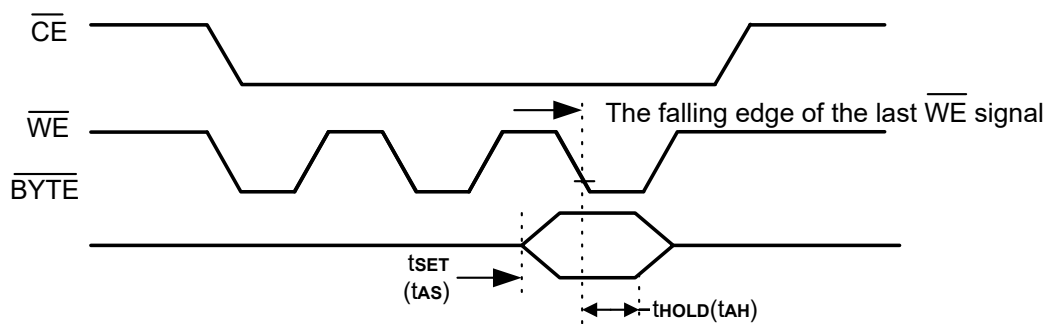 CE
The falling edge of the last WE signal
WE
BYTE
tSET
(tAS)
tHOLD(tAH)